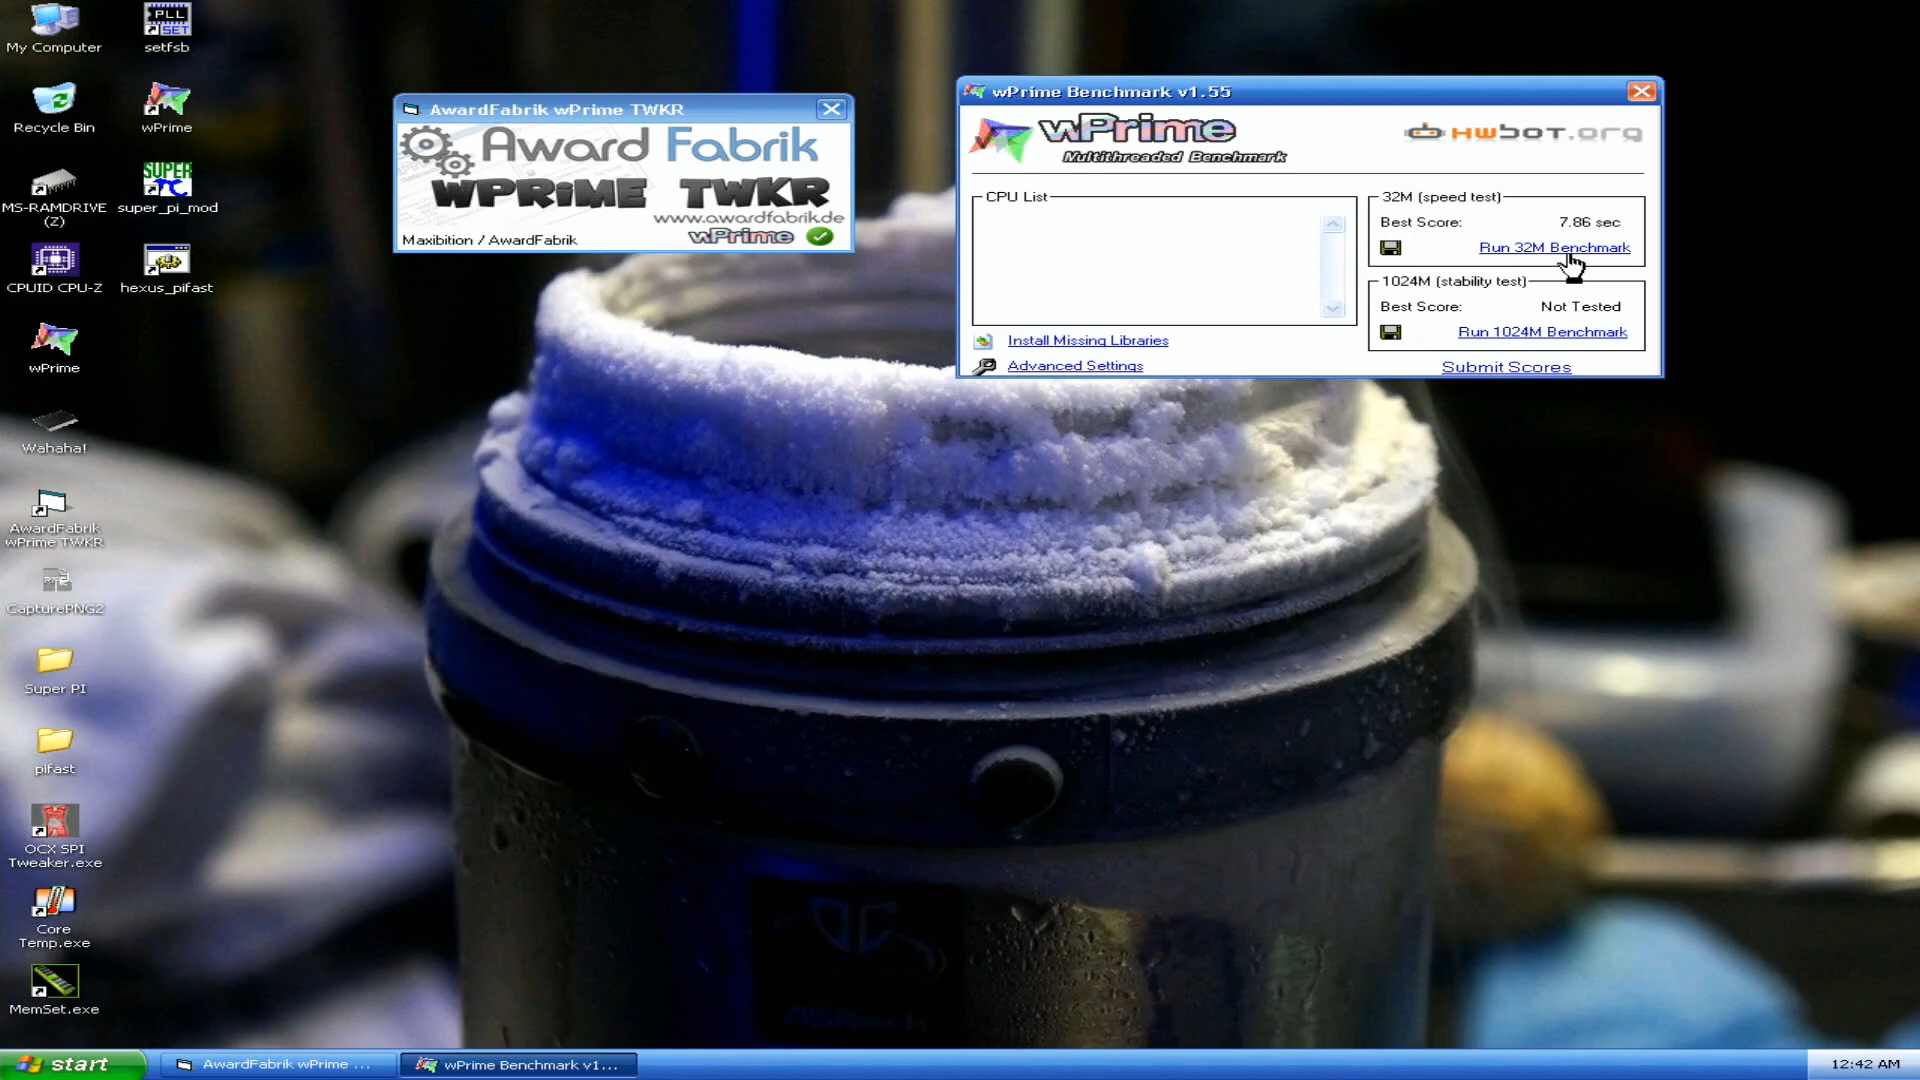 My Computer
setfsb
PLL
SET
Recycle Bin
wPrime
MS-RAMDRIVE
(Z)
SUPER
super_pi_mod
CPUID CPU-Z
hexus_pifast
wPrime
Wahaha!
AwardFabrik
wPrime TWKR
CapturePNG2
Super PI
pifast
OCX SPI
Tweaker.exe
Core
Temp.exe
MemSet.exe
AwardFabrik wPrime TWKR
Award Fabrik
WPRiME TWKR
www.awardfabrik.de
Maxibition / AwardFabrik
wPrime
wPrime Benchmark v1.55
wPrime
Multithreaded Benchmark
HWBOT.ORG
CPU List
32M (speed test)
Best Score: 7.86 sec
Run 32M Benchmark
1024M (stability test)
Best Score: Not Tested
Run 1024M Benchmark
Install Missing Libraries
Advanced Settings
Submit Scores
start
AwardFabrik wPrime ...
wPrime Benchmark v1...
12:42 AM